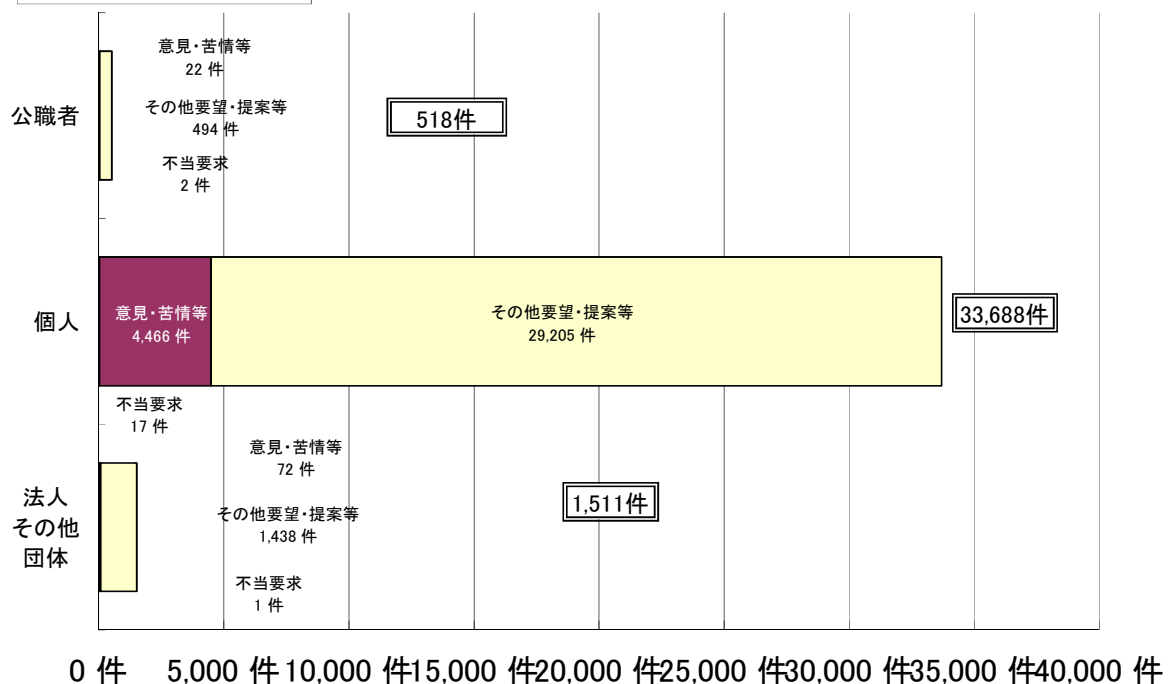 公職者
意見・苦情等
22 件
その他要望・提案等
494 件
不当要求
2 件
518件
個人
意見・苦情等
4,466 件
その他要望・提案等
29,205 件
33,688件
不当要求
17 件
法人
その他
団体
意見・苦情等
72 件
その他要望・提案等
1,438 件
不当要求
1 件
1,511件
0 件 5,000 件 10,000 件 15,000 件 20,000 件 25,000 件 30,000 件 35,000 件 40,000 件